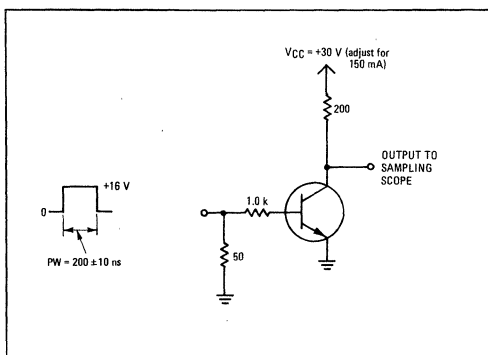 VCC = +30 V (adjust for
150 mA)
200
OUTPUT TO
SAMPLING
SCOPE
+16 V
0
1.0 k
50
PW = 200 ±10 ns